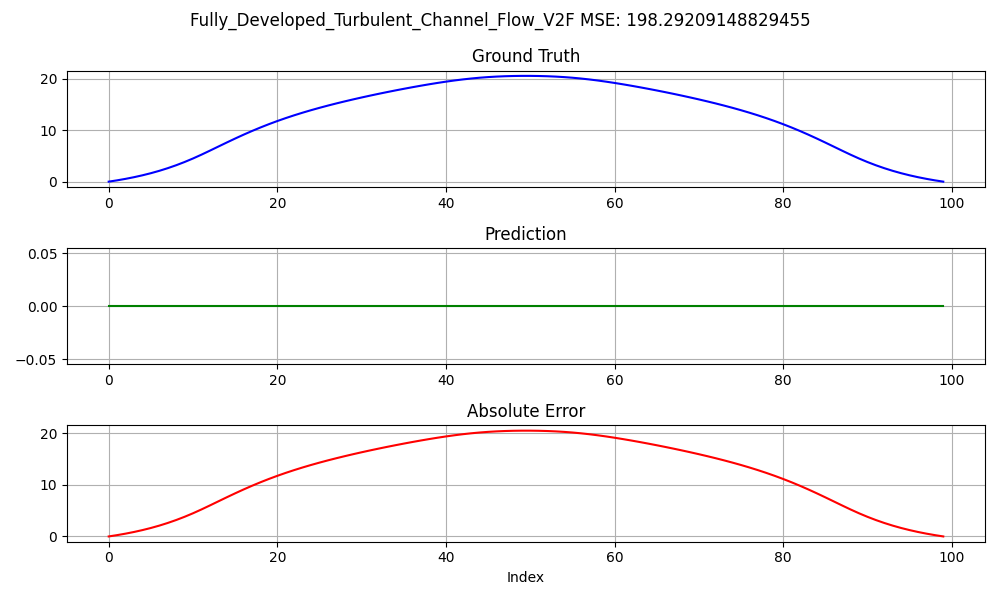 Fully_Developed_Turbulent_Channel_Flow_V2F MSE: 198.29209148829455
Ground Truth
20
10
0
0 20 40 60 80 100
Prediction
0.05
0.00
−0.05
0 20 40 60 80 100
Absolute Error
20
10
0
0 20 40 60 80 100
Index